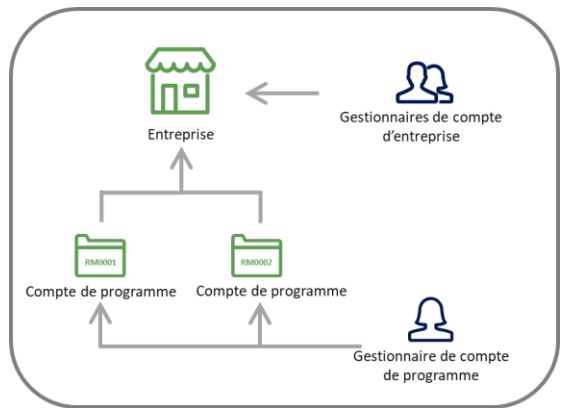 Entreprise
Gestionnaires de compte
d’entreprise
RM0001
RM0002
Compte de programme
Compte de programme
Gestionnaire de compte
de programme